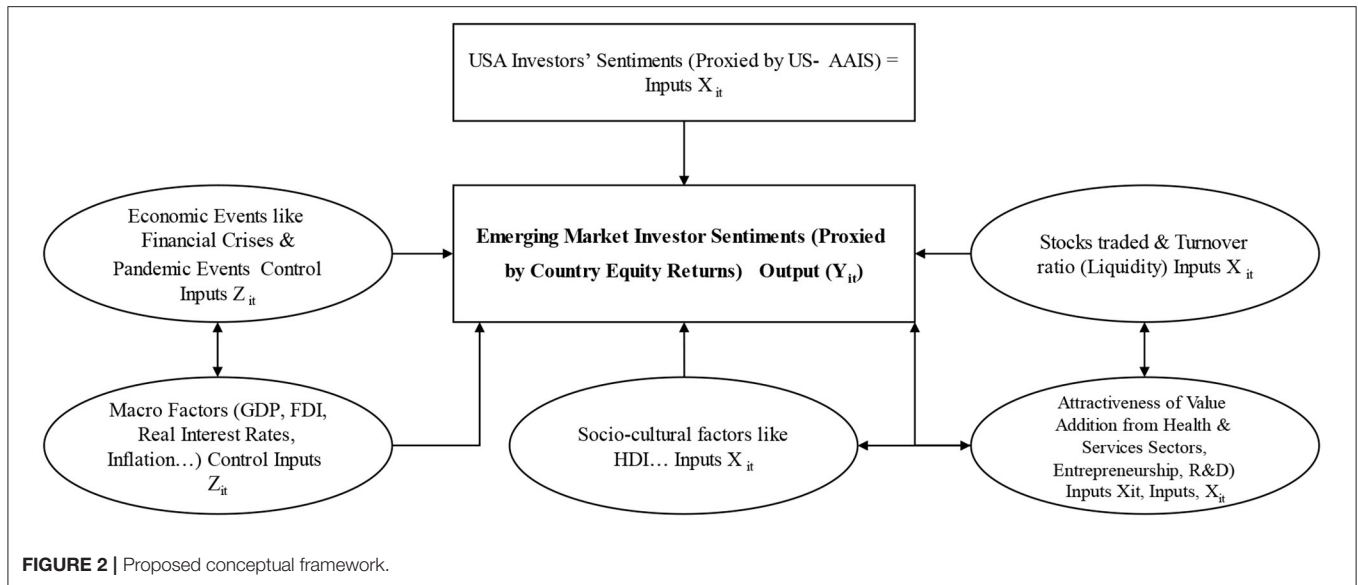 USA Investors' Sentiments (Proxied by US- AAIS) =
Inputs X it
Economic Events like
Financial Crises &
Pandemic Events Control
Inputs Z it
Emerging Market Investor Sentiments (Proxied
by Country Equity Returns) Output (Yit)
Stocks traded & Turnover
ratio (Liquidity) Inputs X it
Macro Factors (GDP, FDI,
Real Interest Rates,
Inflation…) Control Inputs
Zit
Socio-cultural factors like
HDI… Inputs X it
Attractiveness of Value
Addition from Health &
Services Sectors,
Entrepreneurship, R&D)
Inputs Xit, Inputs, Xit
FIGURE 2 | Proposed conceptual framework.